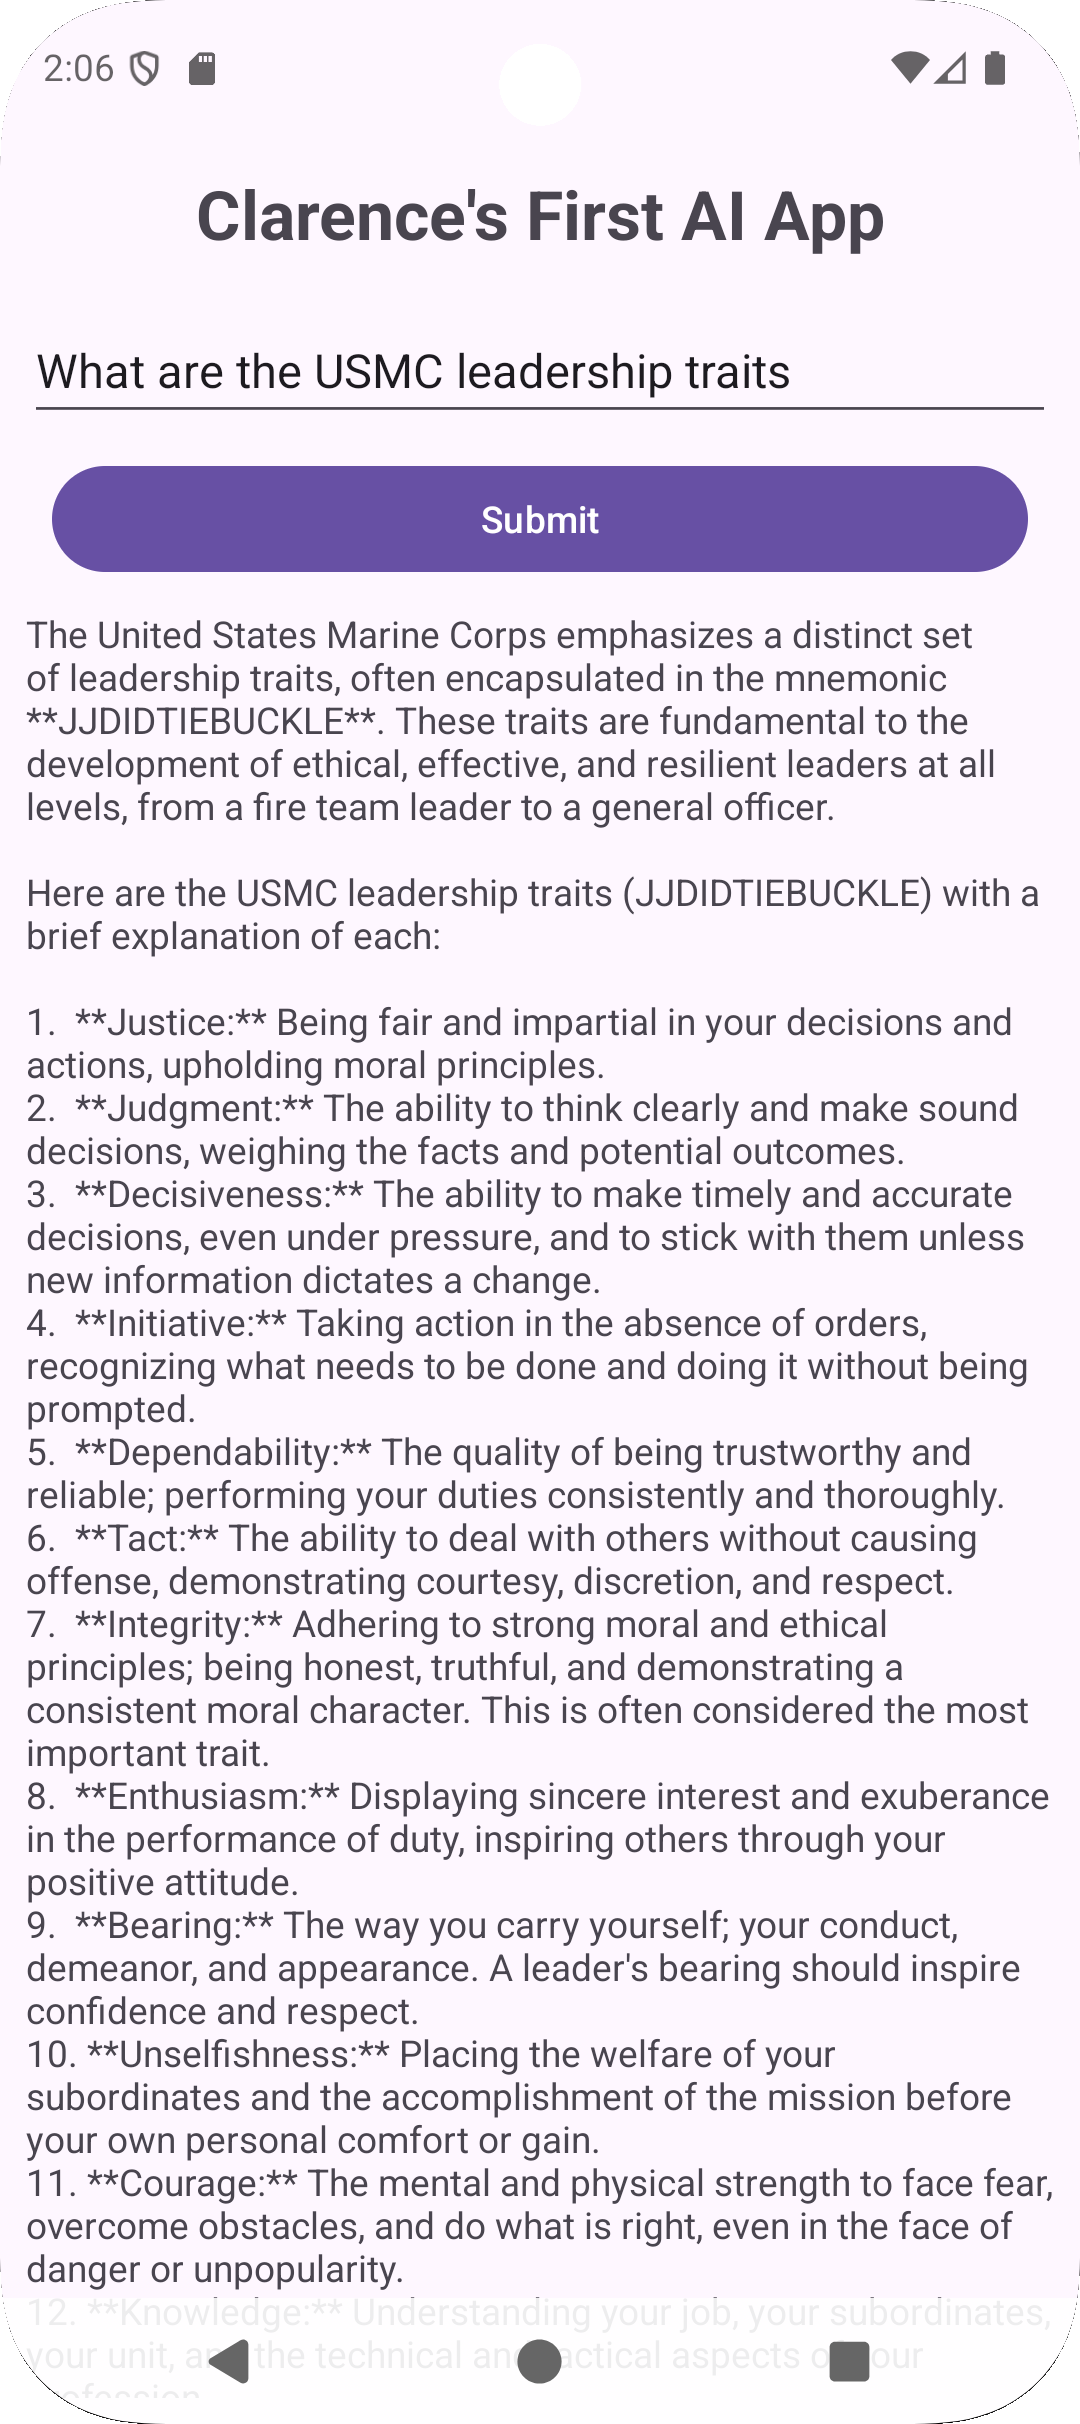 2:06
Clarence's First AI App
What are the USMC leadership traits
Submit
The United States Marine Corps emphasizes a distinct set
of leadership traits, often encapsulated in the mnemonic
**JJDIDTIEBUCKLE**. These traits are fundamental to the
development of ethical, effective, and resilient leaders at all
levels, from a fire team leader to a general officer.
Here are the USMC leadership traits (JJDIDTIEBUCKLE) with a
brief explanation of each:
1.  **Justice:** Being fair and impartial in your decisions and
actions, upholding moral principles.
2.  **Judgment:** The ability to think clearly and make sound
decisions, weighing the facts and potential outcomes.
3.  **Decisiveness:** The ability to make timely and accurate
decisions, even under pressure, and to stick with them unless
new information dictates a change.
4.  **Initiative:** Taking action in the absence of orders,
recognizing what needs to be done and doing it without being
prompted.
5.  **Dependability:** The quality of being trustworthy and
reliable; performing your duties consistently and thoroughly.
6.  **Tact:** The ability to deal with others without causing
offense, demonstrating courtesy, discretion, and respect.
7.  **Integrity:** Adhering to strong moral and ethical
principles; being honest, truthful, and demonstrating a
consistent moral character. This is often considered the most
important trait.
8.  **Enthusiasm:** Displaying sincere interest and exuberance
in the performance of duty, inspiring others through your
positive attitude.
9.  **Bearing:** The way you carry yourself; your conduct,
demeanor, and appearance. A leader's bearing should inspire
confidence and respect.
10. **Unselfishness:** Placing the welfare of your
subordinates and the accomplishment of the mission before
your own personal comfort or gain.
11. **Courage:** The mental and physical strength to face fear,
overcome obstacles, and do what is right, even in the face of
danger or unpopularity.
12. **Knowledge:** Understanding your job, your subordinates,
your unit, and the technical and tactical aspects of your